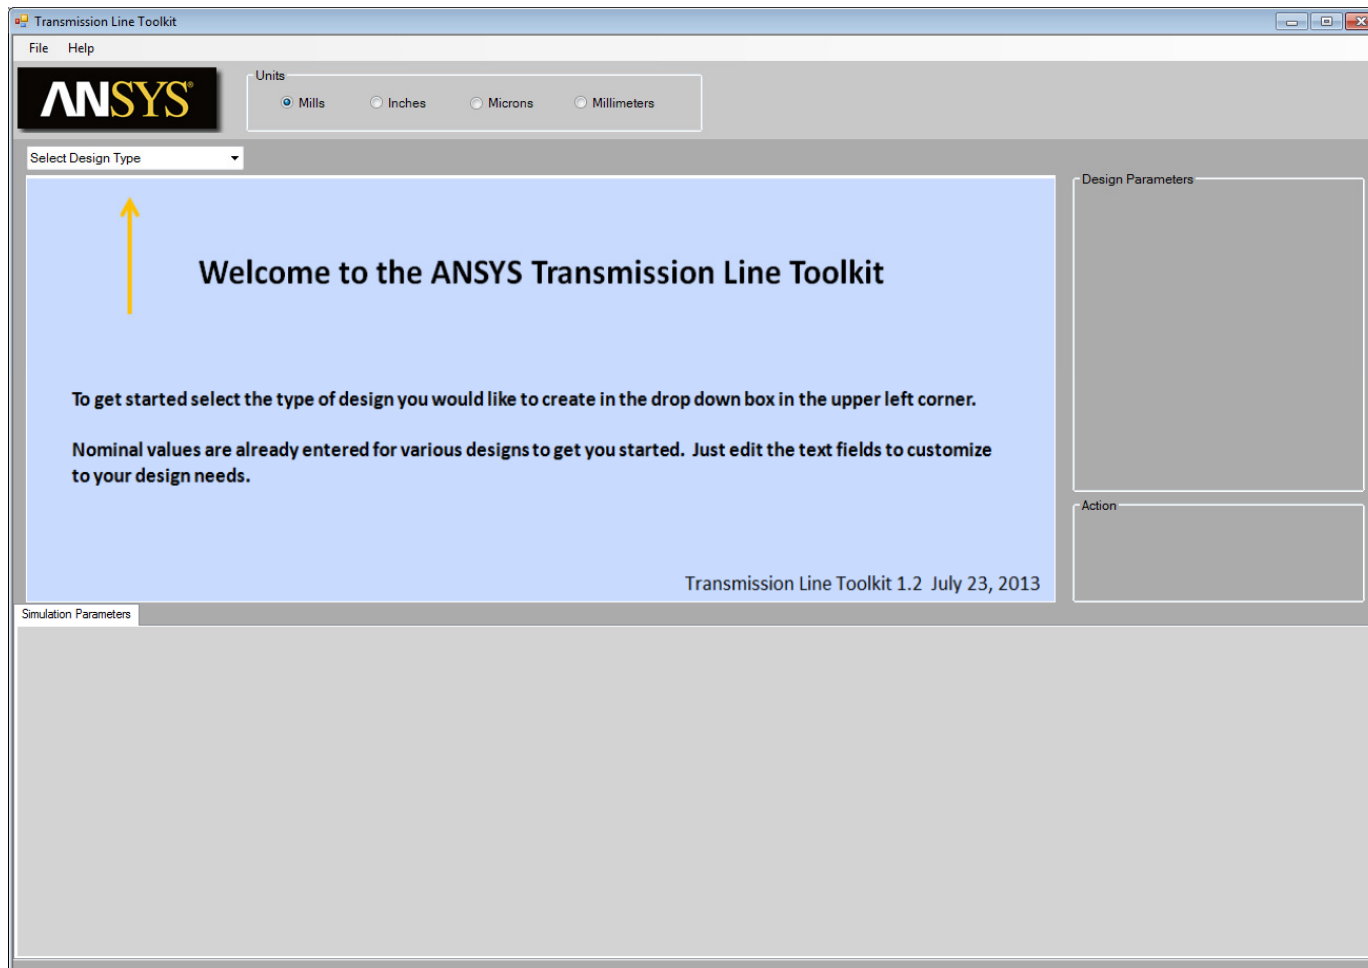 Transmission Line Toolkit
File Help
ANSYS®
Units
Mills Inches Microns Millimeters
Select Design Type
Design Parameters
Welcome to the ANSYS Transmission Line Toolkit
To get started select the type of design you would like to create in the drop down box in the upper left corner.
Nominal values are already entered for various designs to get you started. Just edit the text fields to customize
to your design needs.
Action
Transmission Line Toolkit 1.2 July 23, 2013
Simulation Parameters